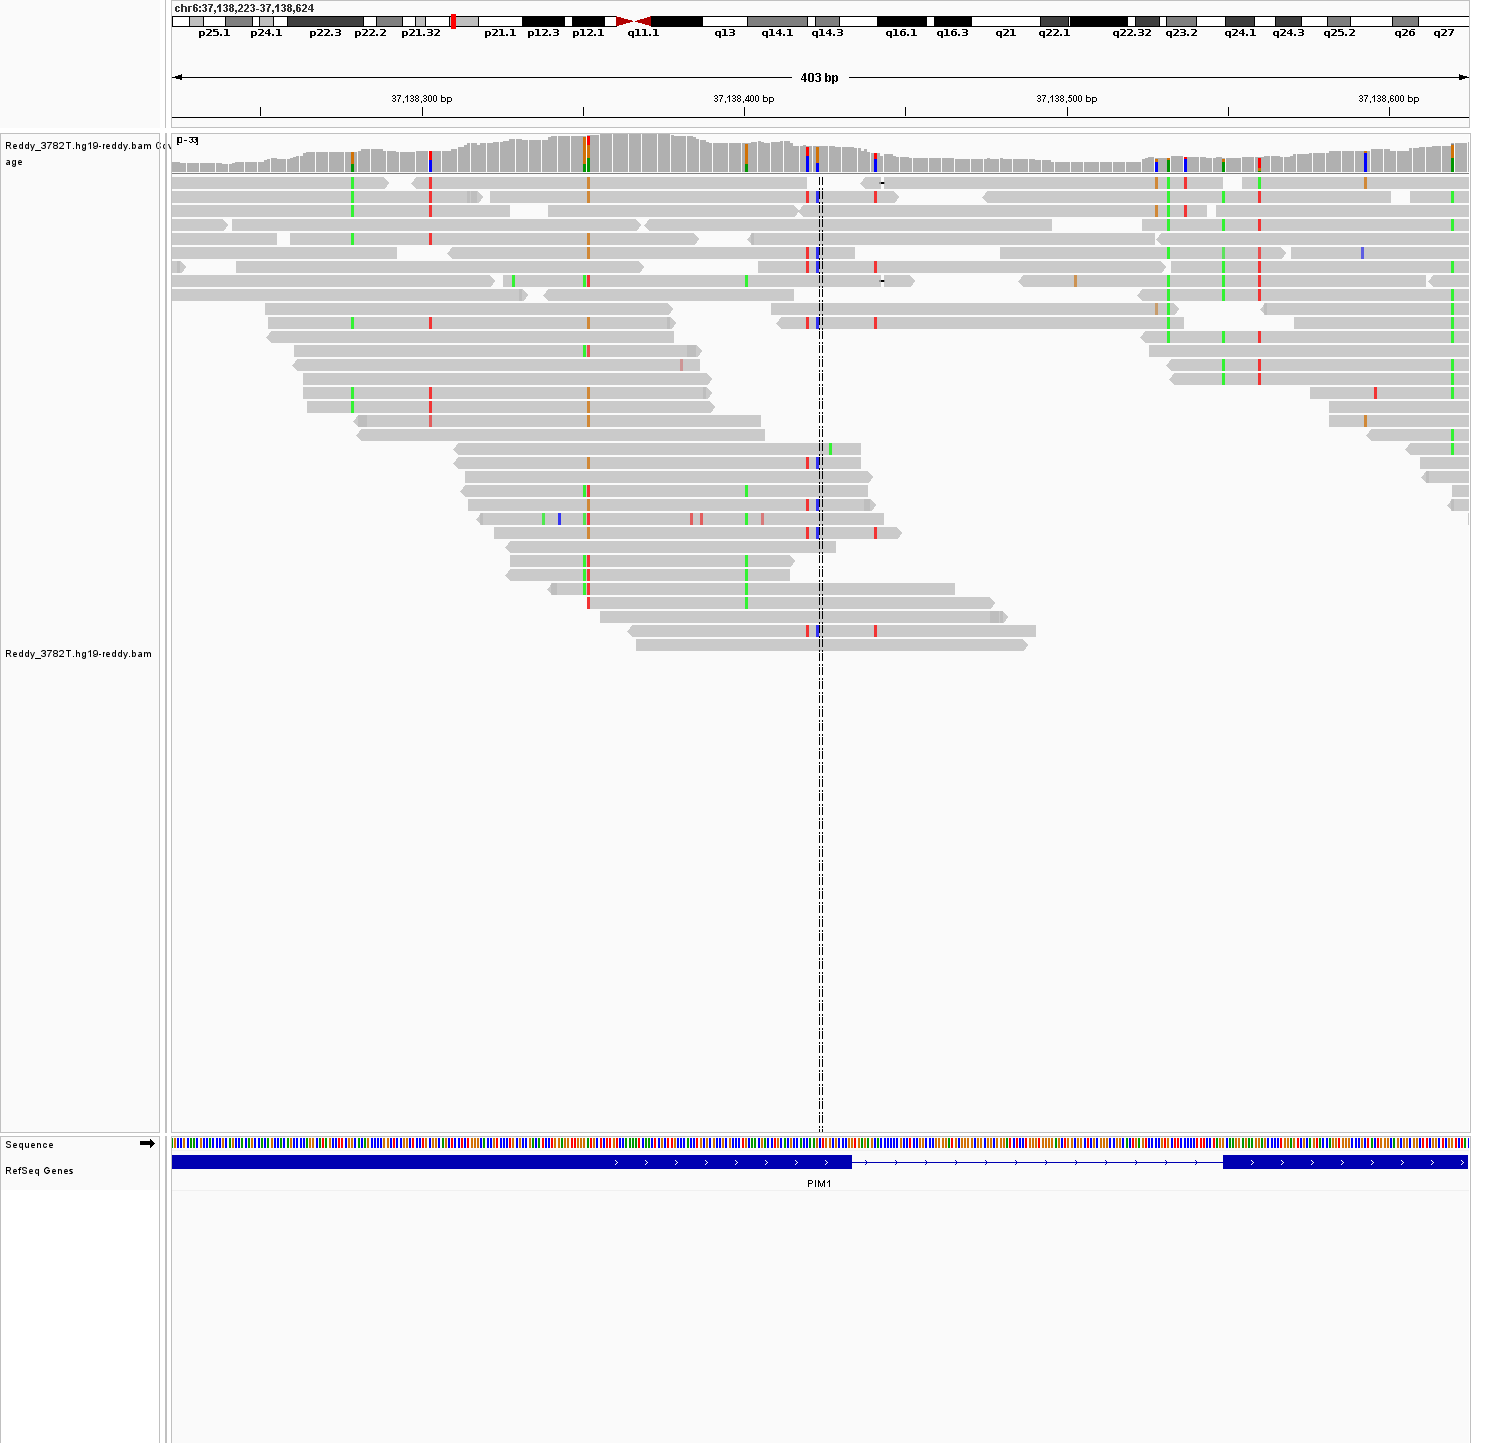 chr6:37,138,223-37,138,624
p25.1 p24.1 p22.3 p22.2 p21.32 p21.1 p12.3 p12.1 q11.1 q13 q14.1 q14.3 q16.1 q16.3 q21 q22.1 q22.32 q23.2 q24.1 q24.3 q25.2 q26 q27
403 bp
37,138,300 bp 37,138,400 bp 37,138,500 bp 37,138,600 bp
[0 - 33]
Reddy_3782T.hg19-reddy.bam Cov
age
Reddy_3782T.hg19-reddy.bam
Sequence
RefSeq Genes
PIM1